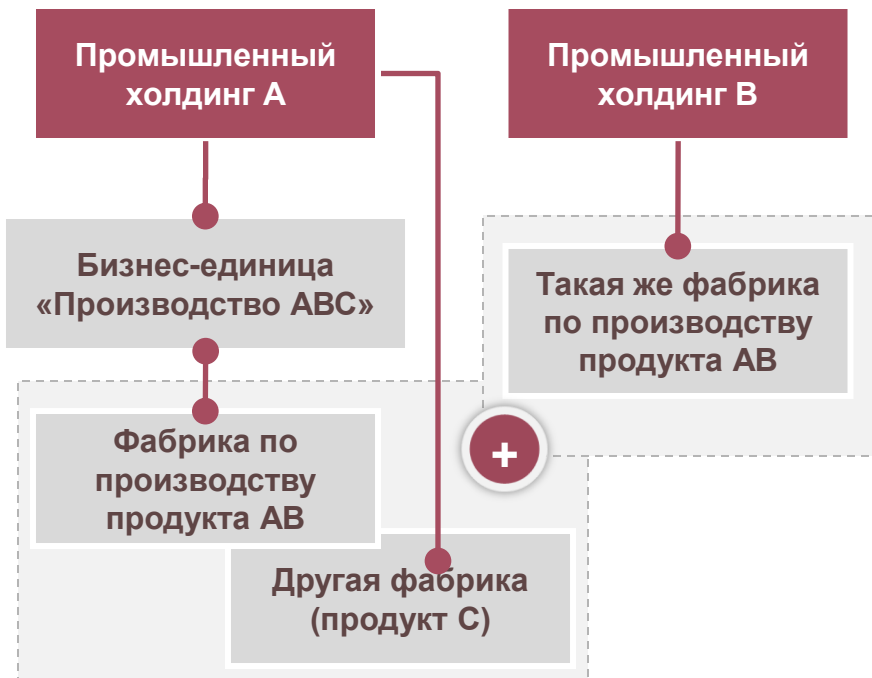 Промышленный
холдинг А
Промышленный
холдинг В
Бизнес-единица
«Производство АВС»
Такая же фабрика
по производству
продукта АВ
Фабрика по
производству
продукта АВ
+
Другая фабрика
(продукт С)